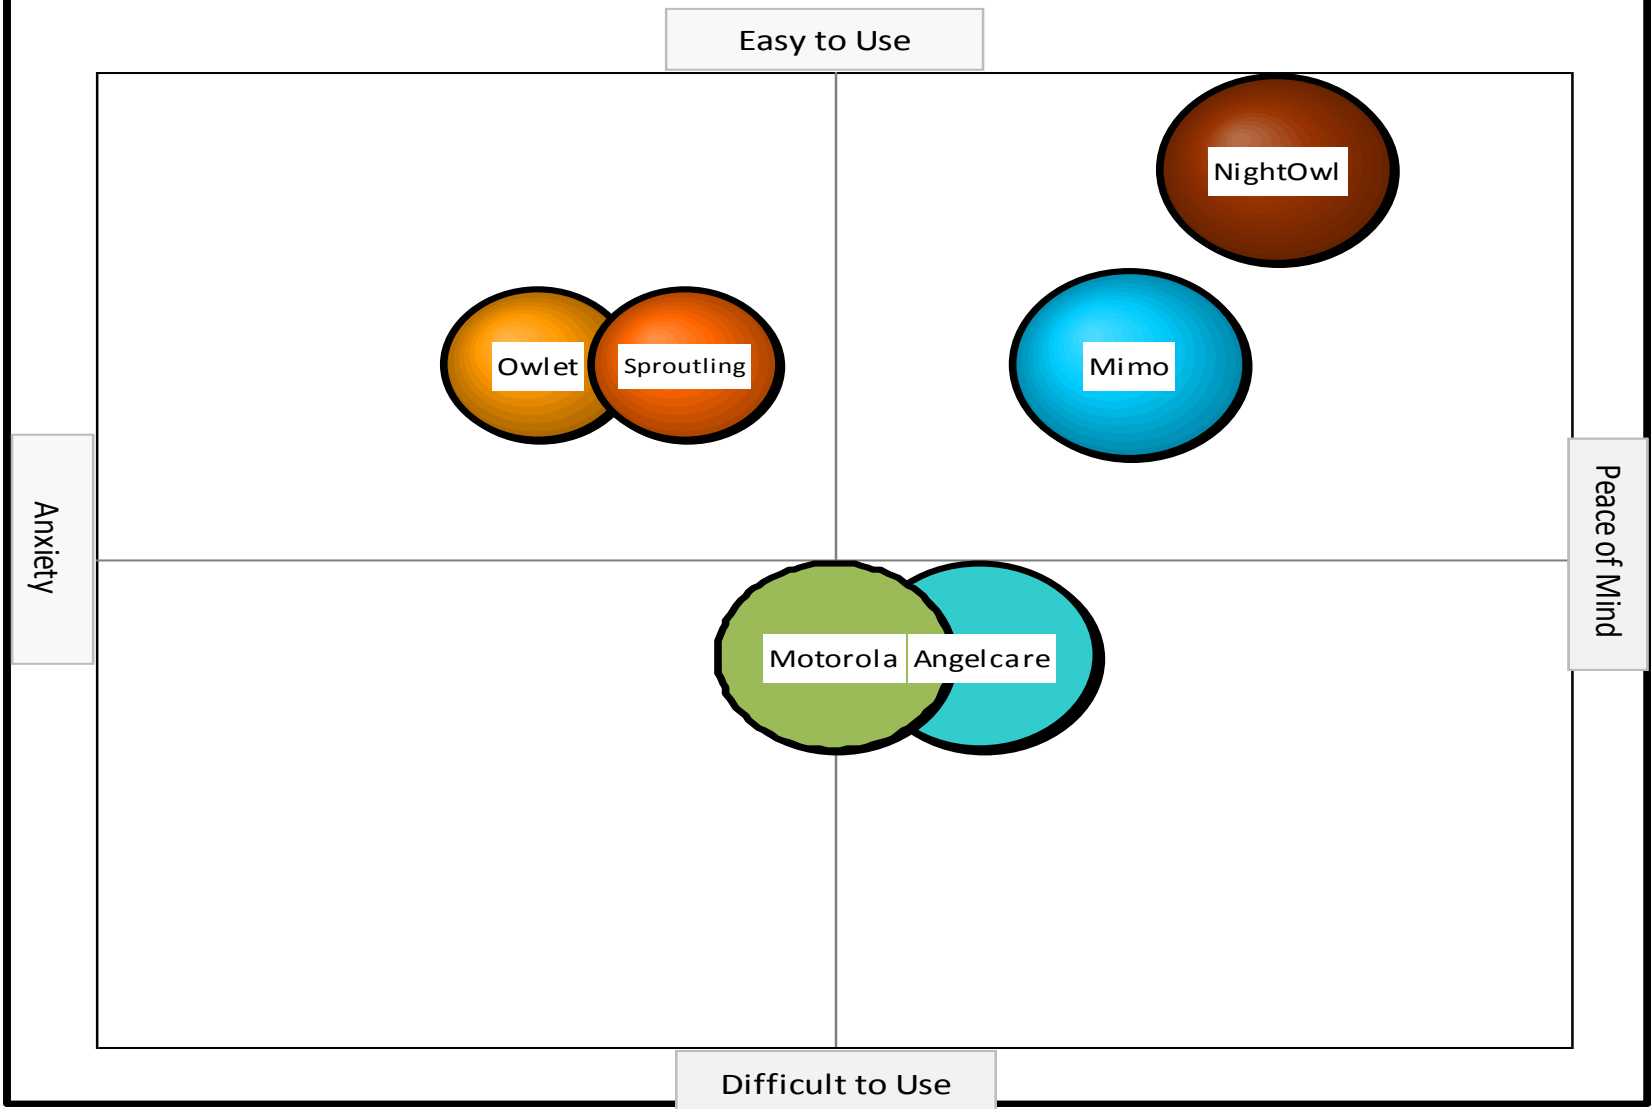 Easy to Use
NightOwl
Owlet
Sproutling
Mimo
Anxiety
Peace of Mind
Motorola
Angelcare
Difficult to Use